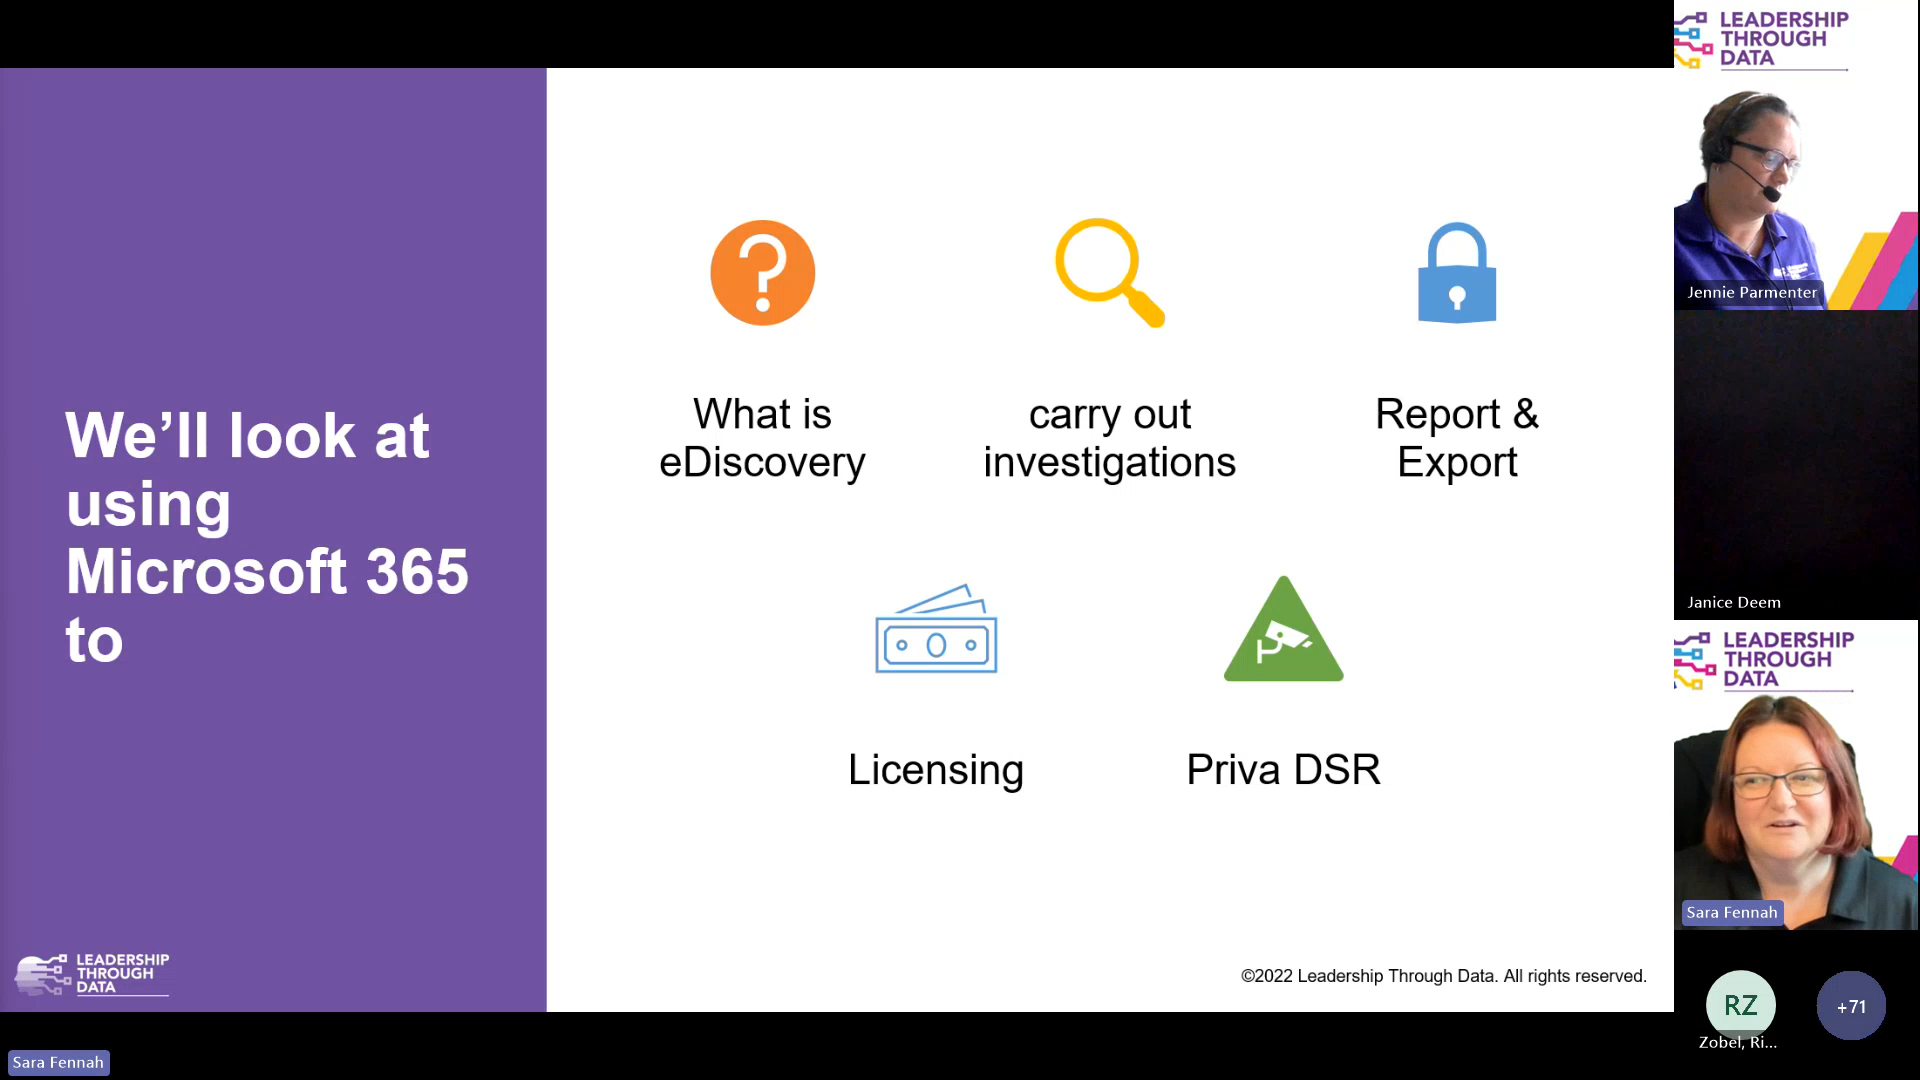 We'll look at
using
Microsoft 365
to
What is
eDiscovery
carry out
investigations
Report &
Export
Licensing
Priva DSR
LEADERSHIP
THROUGH
DATA
©2022 Leadership Through Data. All rights reserved.
Sara Fennah
LEADERSHIP
THROUGH
DATA
Jennie Parmenter
Janice Deem
LEADERSHIP
THROUGH
DATA
Sara Fennah
RZ
Zobel, Ri...
+71